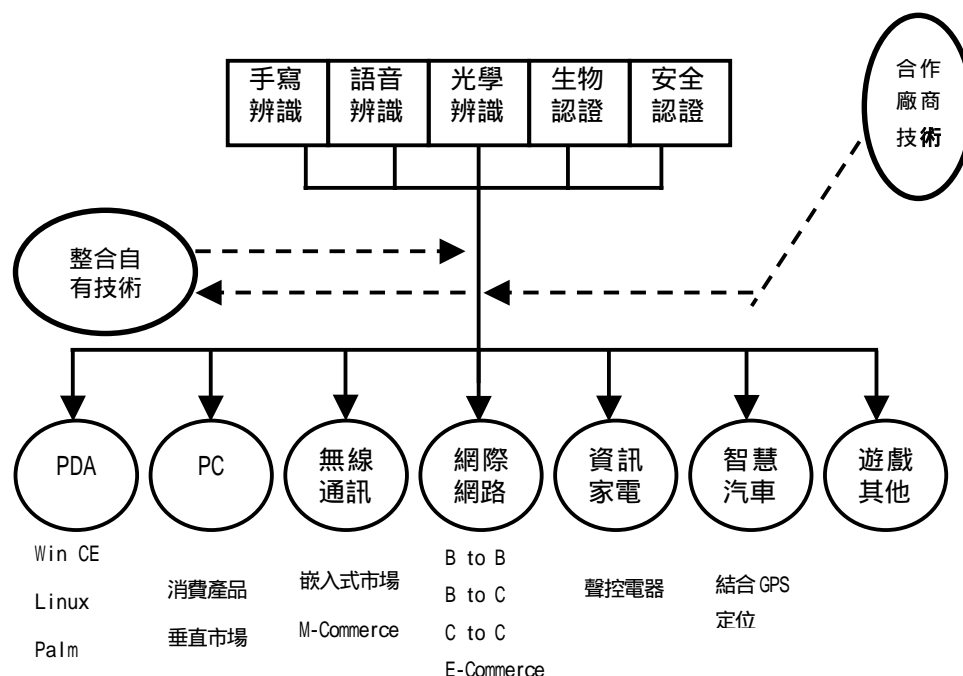 手寫
辨識
語音
辨識
光學
辨識
生物
認證
安全
認證
合作
廠商
技術
整合自
有技術
PDA
PC
無線
通訊
網際
網路
資訊
家電
智慧
汽車
遊戲
其他
Win CE
Linux
Palm
消費產品
垂直市場
嵌入式市場
M-Commerce
B to B
B to C
C to C
E-Commerce
聲控電器
結合 GPS
定位